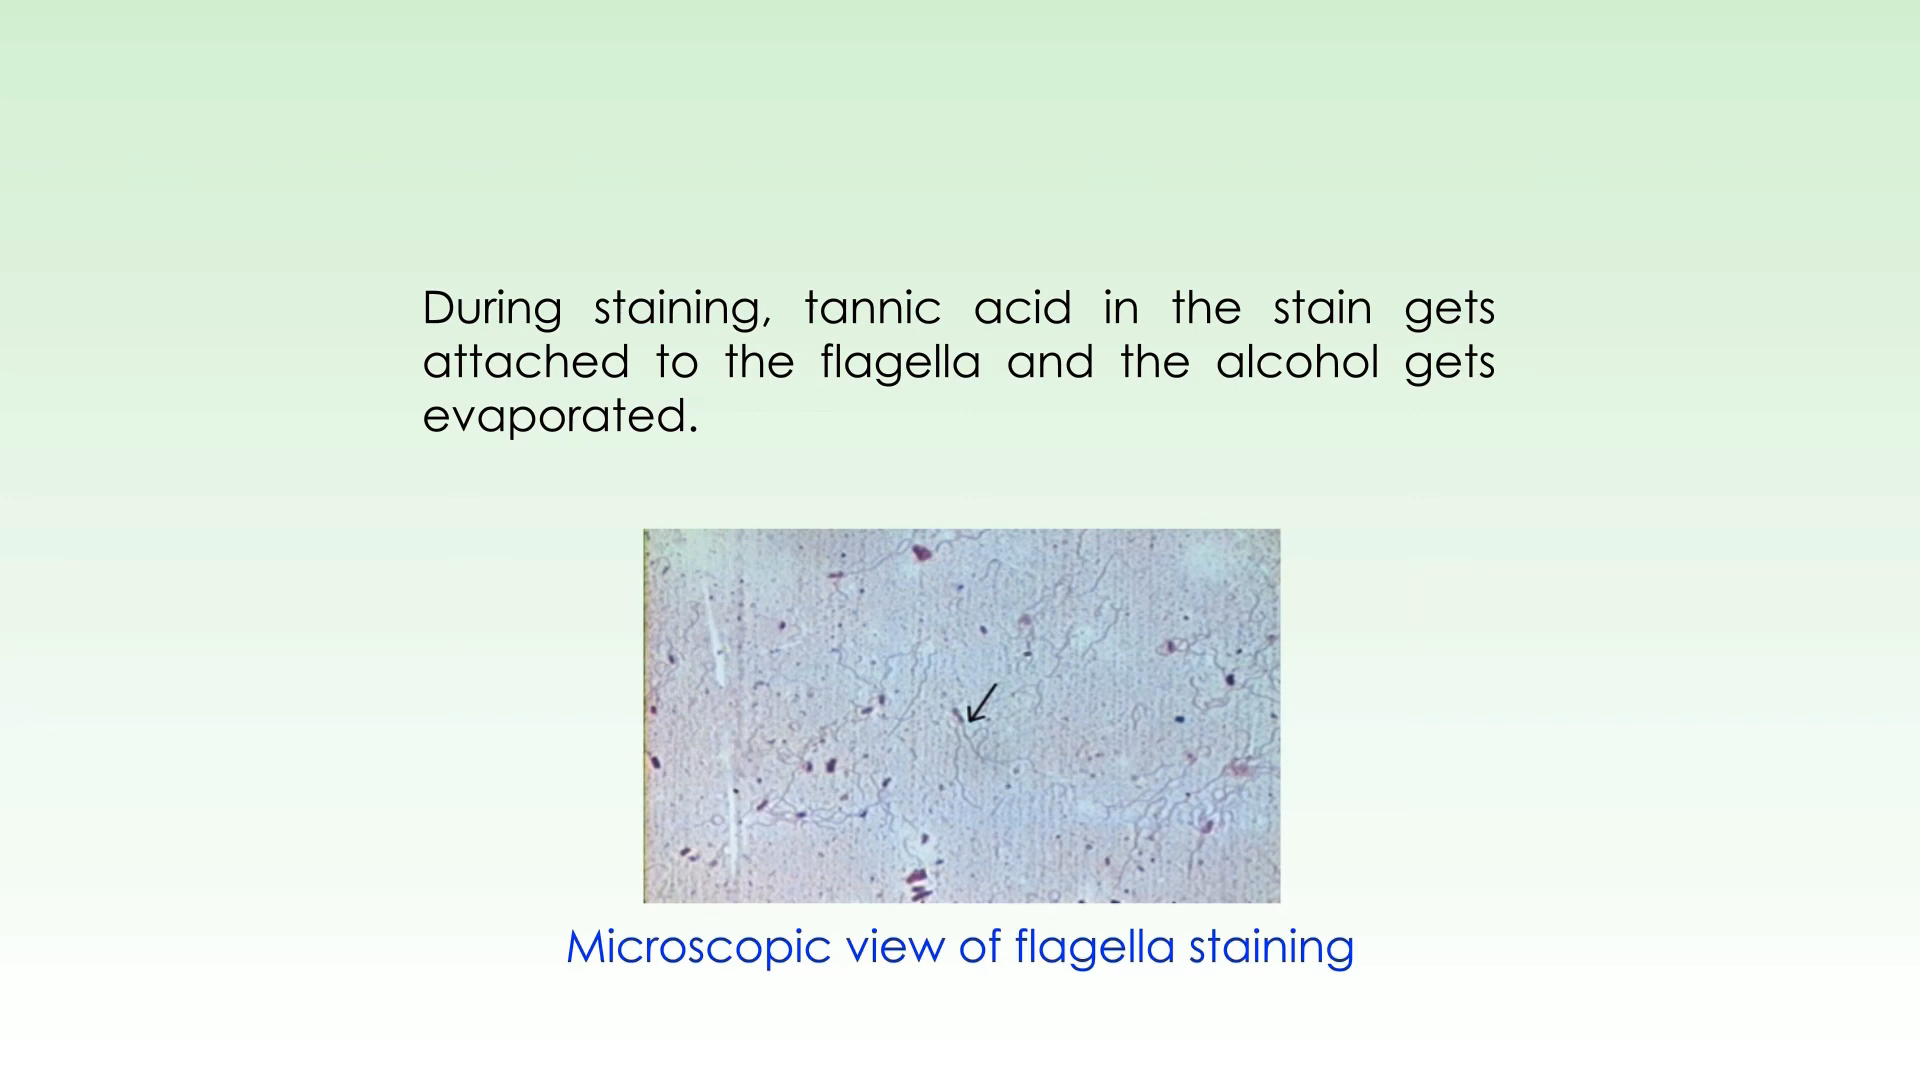 During staining, tannic acid in the stain gets
attached to the flagella and the alcohol gets
evaporated.
Microscopic view of flagella staining